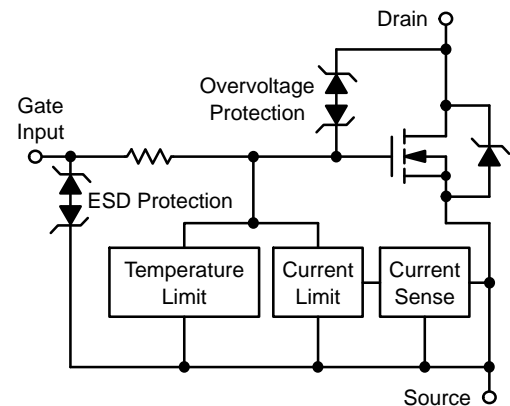 Drain
Overvoltage
Protection
Gate
Input
ESD Protection
Temperature
Limit
Current
Limit
Current
Sense
Source